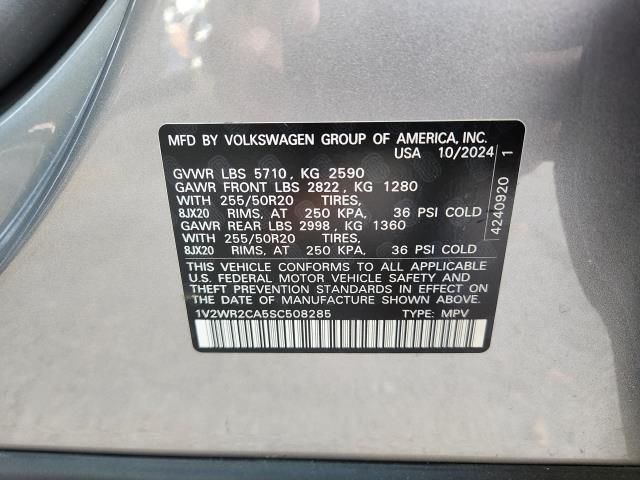 MFD BY VOLKSWAGEN GROUP OF AMERICA, INC.
USA 10/2024
GVWR LBS 5710, KG 2590
GAWR FRONT LBS 2822, KG 1280
WITH 255/50R20 TIRES,
8JX20 RIMS, AT 250 KPA, 36 PSI COLD
GAWR REAR LBS 2998, KG 1360
WITH 255/50R20 TIRES,
8JX20 RIMS, AT 250 KPA, 36 PSI COLD
THIS VEHICLE CONFORMS TO ALL APPLICABLE
U.S. FEDERAL MOTOR VEHICLE SAFETY AND
THEFT PREVENTION STANDARDS IN EFFECT ON
THE DATE OF MANUFACTURE SHOWN ABOVE.
1V2WR2CA5SC508285 TYPE: MPV
4240920 1